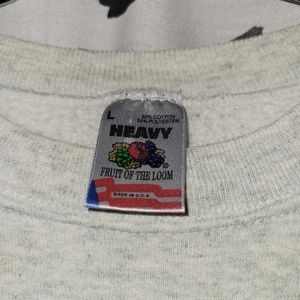 L
50% COTTON
50% POLYESTER
HEAVY
FRUIT OF THE LOOM
MADE IN U.S.A.